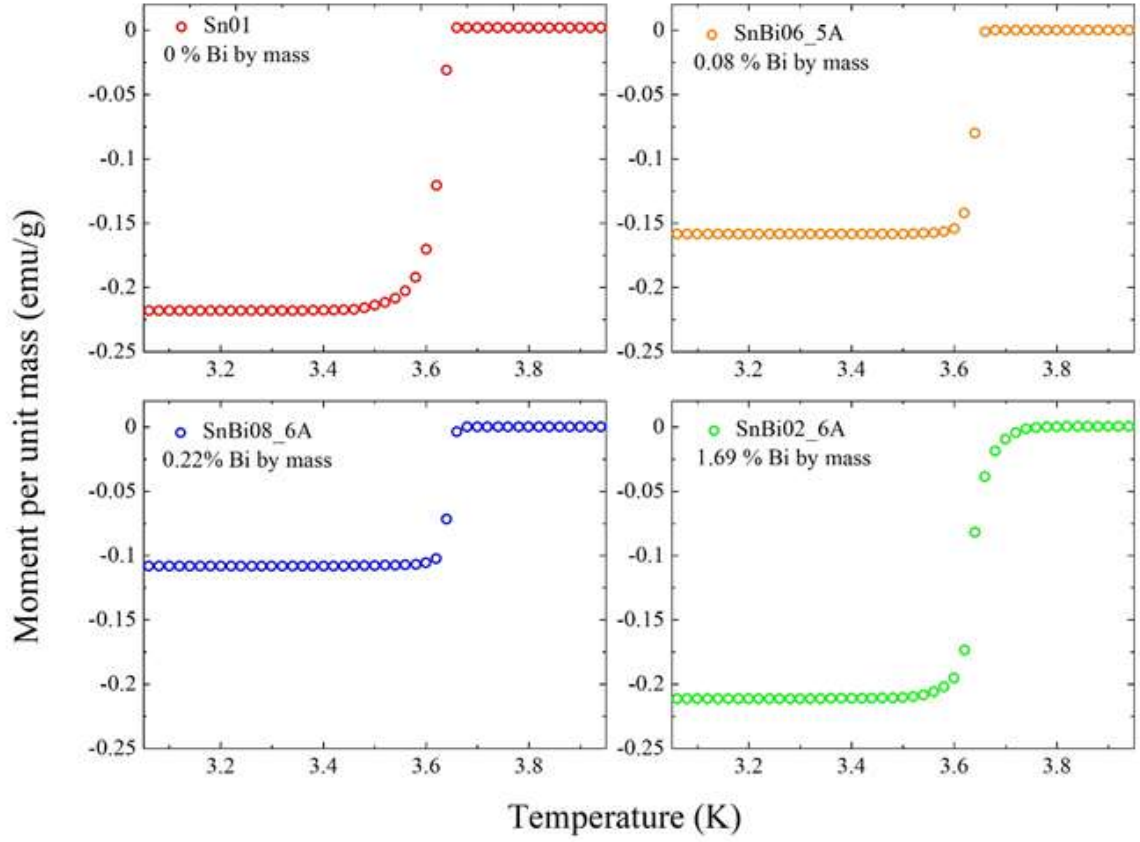 0
-0.05
-0.1
-0.15
-0.2
-0.25
3.2 3.4 3.6 3.8
Sn01
0 % Bi by mass
0
-0.05
-0.1
-0.15
-0.2
-0.25
3.2 3.4 3.6 3.8
SnBi06_5A
0.08 % Bi by mass
0
-0.05
-0.1
-0.15
-0.2
-0.25
3.2 3.4 3.6 3.8
SnBi08_6A
0.22% Bi by mass
0
-0.05
-0.1
-0.15
-0.2
-0.25
3.2 3.4 3.6 3.8
SnBi02_6A
1.69 % Bi by mass
Moment per unit mass (emu/g)
Temperature (K)